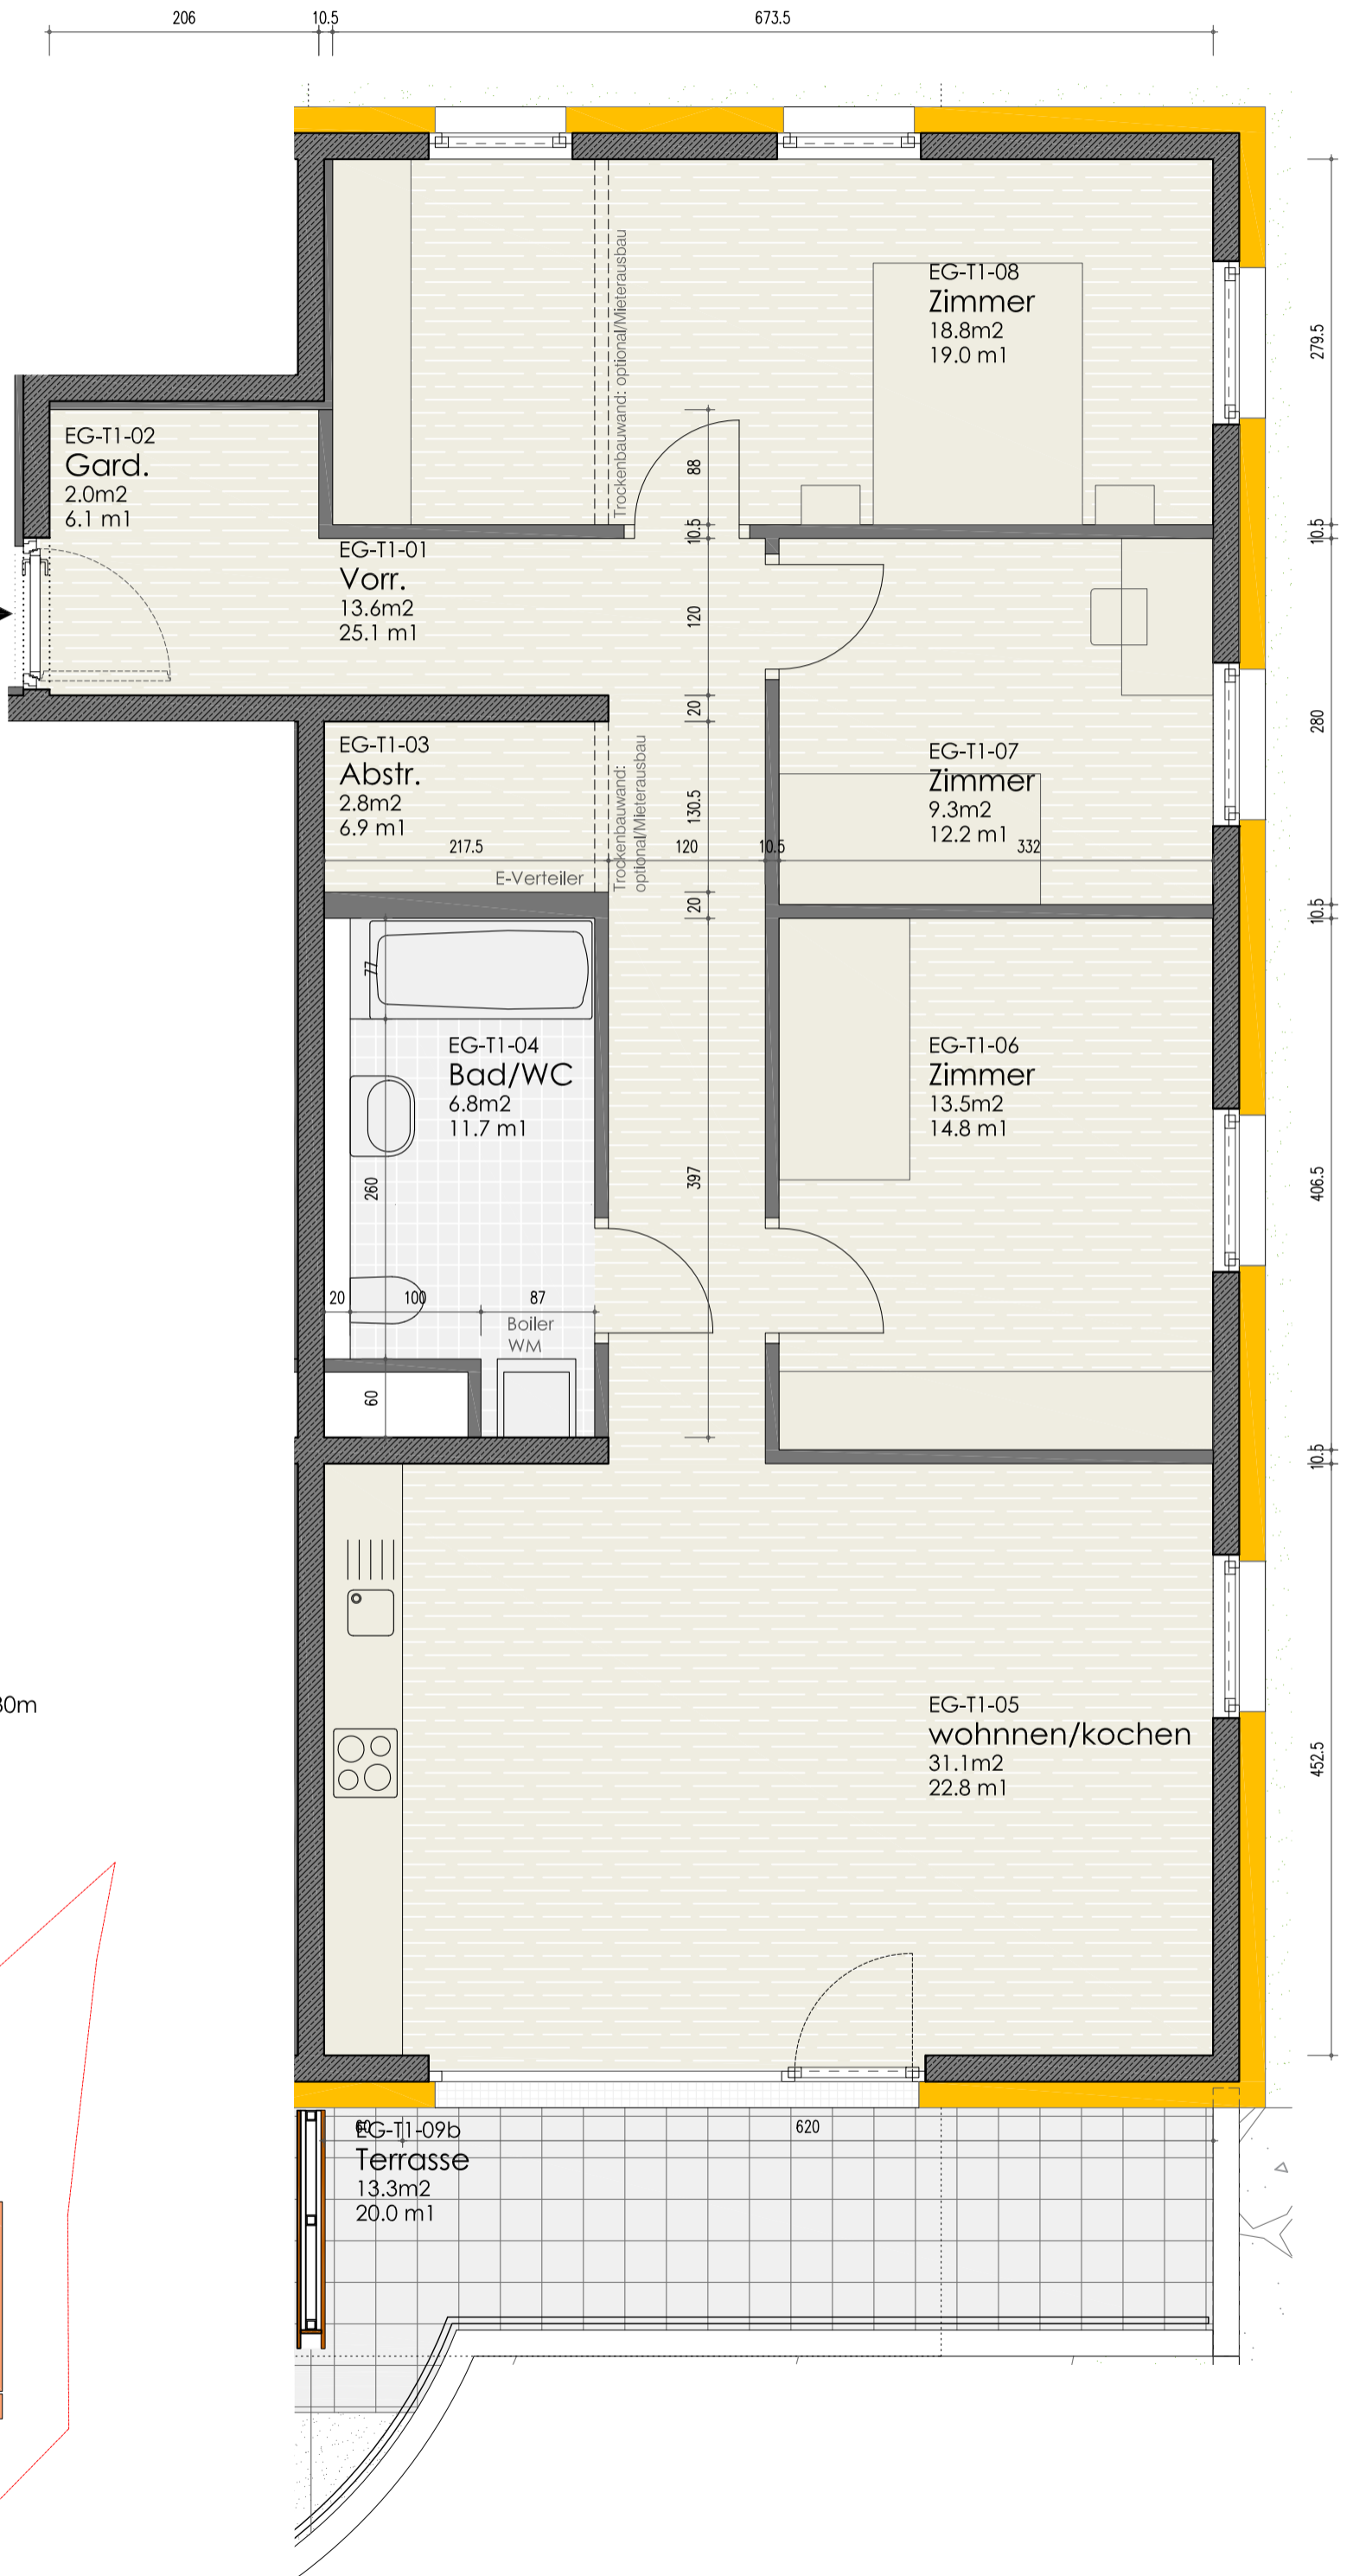 206
10.5
673.5
EG-T1-08
Zimmer
18.8m2
19.0 m1
Trockenbauwand: optional/Mieterausbau
279.5
EG-T1-02
Gard.
2.0m2
6.1 m1
88
10.5
10.5
EG-T1-01
Vorr.
13.6m2
25.1 m1
120
20
280
EG-T1-03
Abstr.
2.8m2
6.9 m1
Trockenbauwand:
optional/Mieterausbau
130.5
EG-T1-07
Zimmer
9.3m2
12.2 m1
217.5
120
10.5
332
E-Verteiler
20
10.5
77
EG-T1-04
Bad/WC
6.8m2
11.7 m1
EG-T1-06
Zimmer
13.5m2
14.8 m1
260
397
406.5
20
100
87
Boiler
WM
60
10.5
30m
EG-T1-05
wohnnen/kochen
31.1m2
22.8 m1
452.5
60
620
EG-T1-09b
Terrasse
13.3m2
20.0 m1